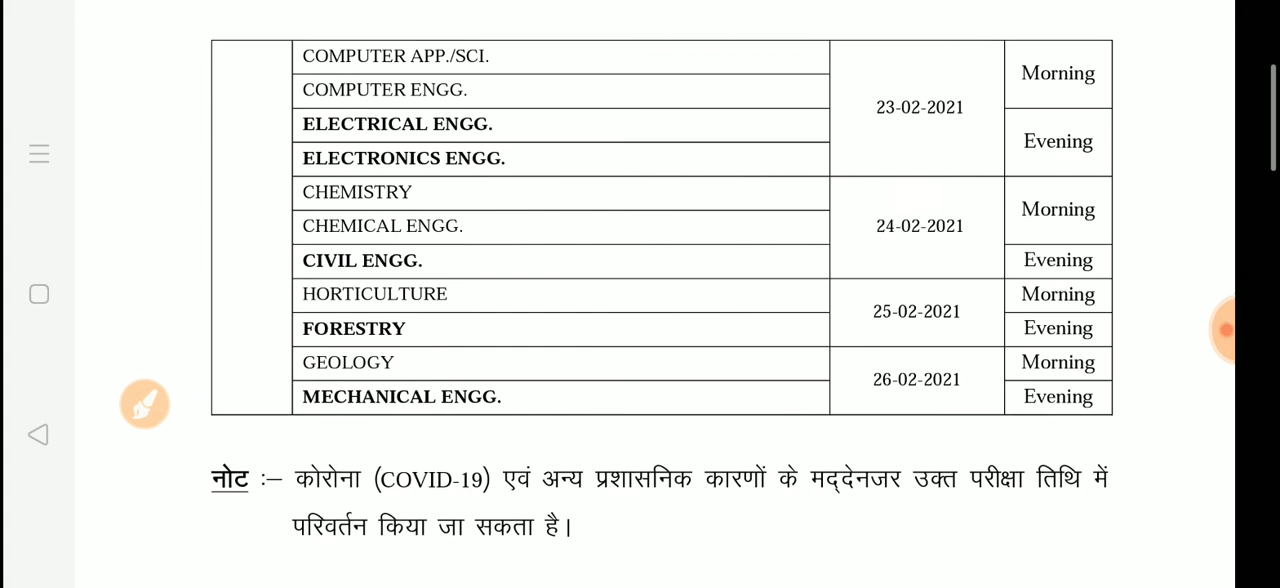 COMPUTER APP./SCI.
COMPUTER ENGG.
ELECTRICAL ENGG.
ELECTRONICS ENGG.
23-02-2021
Morning
Evening
CHEMISTRY
CHEMICAL ENGG.
CIVIL ENGG.
24-02-2021
Morning
Evening
HORTICULTURE
FORESTRY
25-02-2021
Morning
Evening
GEOLOGY
MECHANICAL ENGG.
26-02-2021
Morning
Evening
नोट :– कोरोना (COVID-19) एवं अन्य प्रशासनिक कारणों के मद्देनजर उक्त परीक्षा तिथि में
परिवर्तन किया जा सकता है।